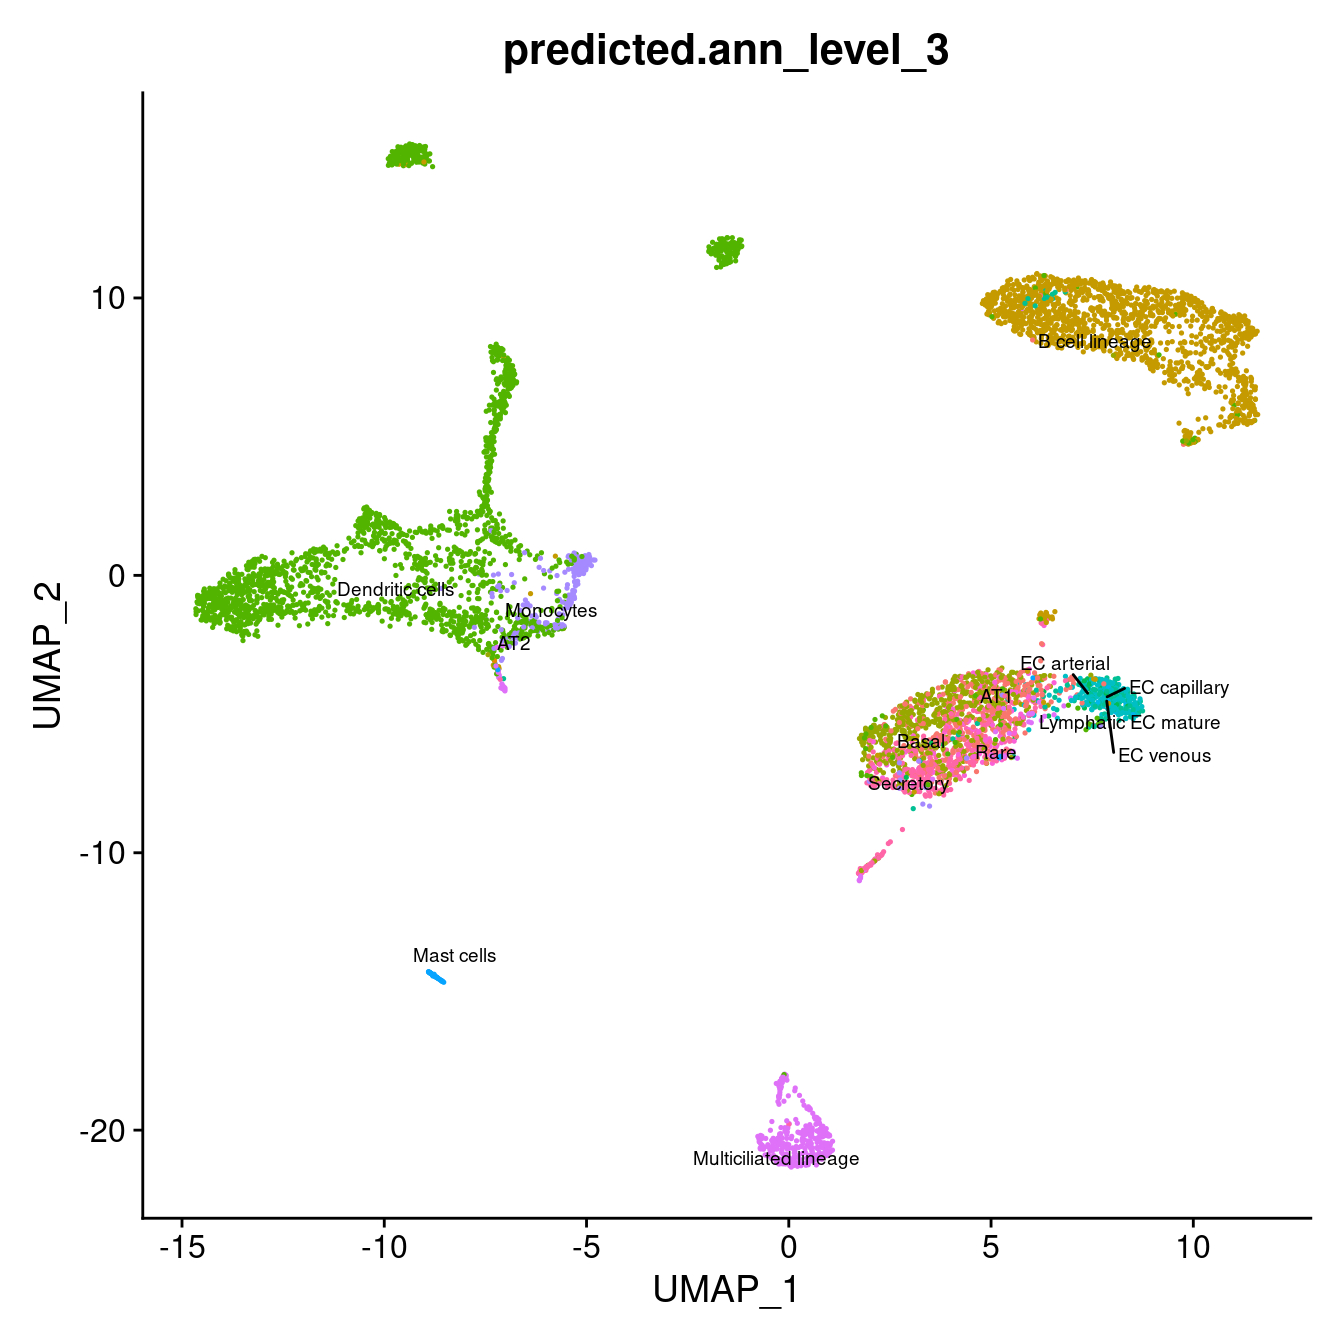 predicted.ann_level_3
10
B cell lineage
0
Dendritic cells
Monocytes
AT2
UMAP_2
EC arterial
EC capillary
AT1
Lymphatic EC mature
Basal
Rare
EC venous
Secretory
-10
Mast cells
-20
Multiciliated lineage
-15
-10
-5
0
5
10
UMAP_1